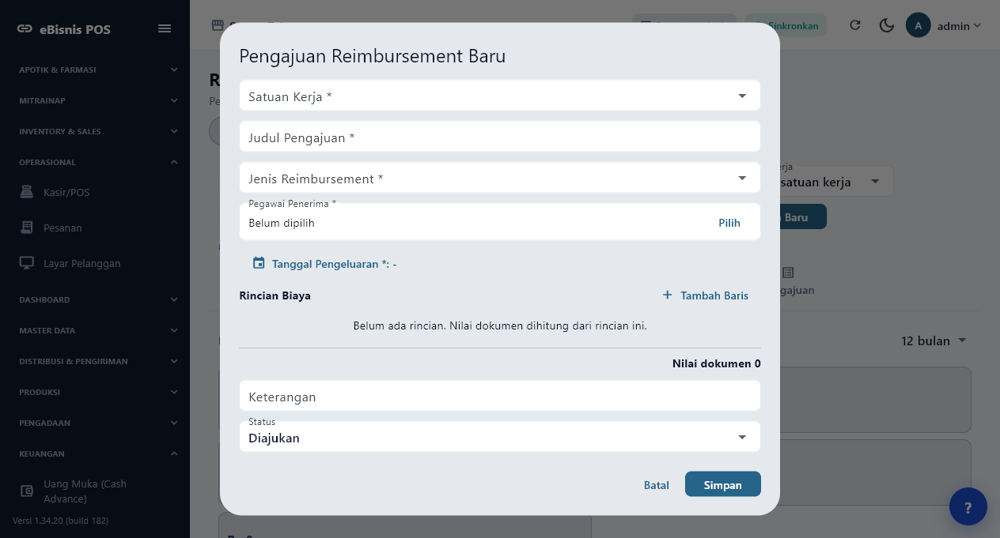 eBisnis POS
Sinkronkan
A
admin
APOTIK & FARMASI
MITRAINAP
INVENTORY & SALES
OPERASIONAL
Kasir/POS
Pesanan
Layar Pelanggan
DASHBOARD
MASTER DATA
DISTRIBUSI & PENGIRIMAN
PRODUKSI
PENGADAAN
KEUANGAN
Uang Muka (Cash
Advance)
Versi 1.34.20 (build 182)
Pengajuan Reimbursement Baru
Satuan Kerja *
Judul Pengajuan *
Jenis Reimbursement *
Pegawai Penerima *
Belum dipilih
Pilih
Tanggal Pengeluaran *: -
Rincian Biaya
+ Tambah Baris
Belum ada rincian. Nilai dokumen dihitung dari rincian ini.
Nilai dokumen 0
Keterangan
Status
Diajukan
Batal
Simpan
satuan kerja
Baru
12 bulan
?